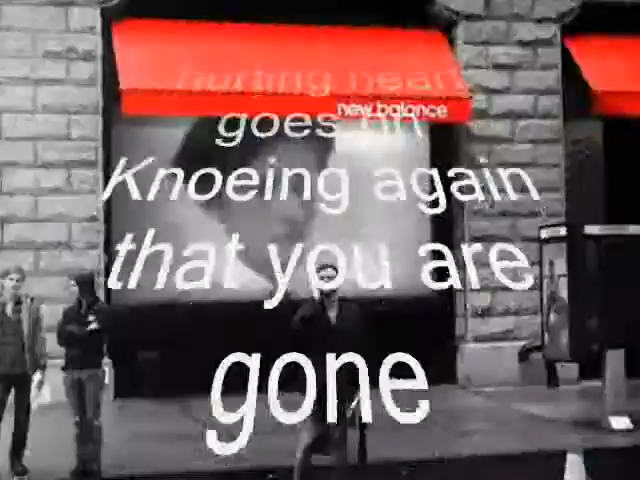 hurting heart
goes on
new balance
Knoeing again
that you are
gone